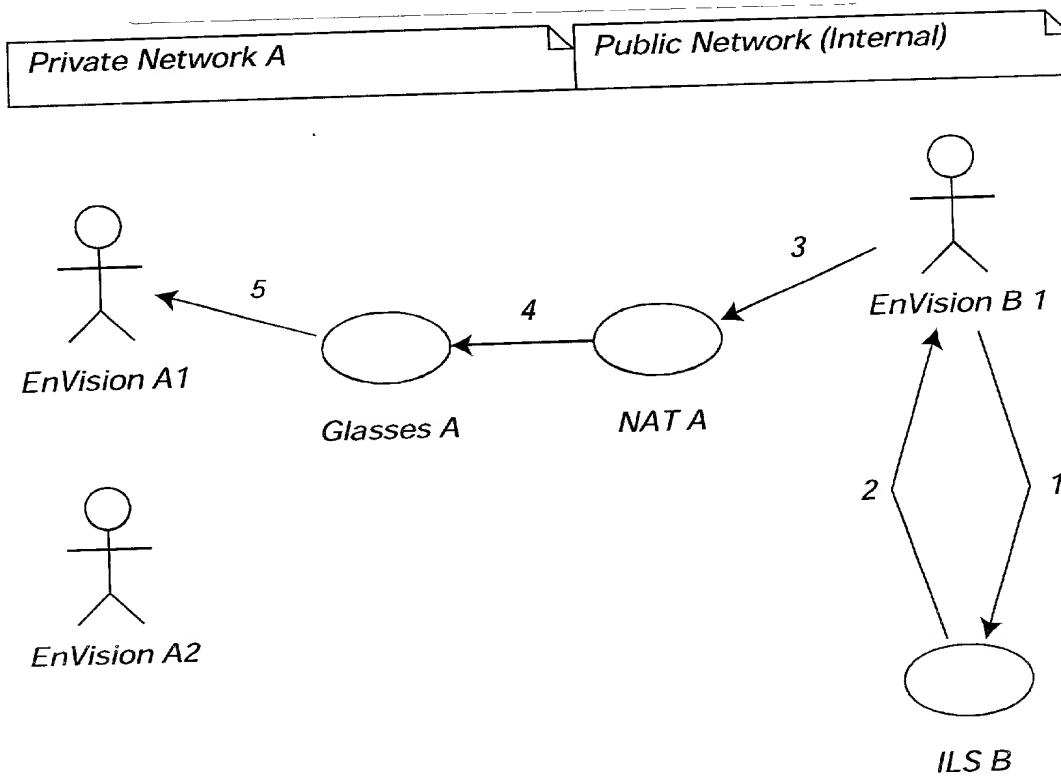 Private Network A
Public Network (Internal)
3
5
4
EnVision B 1
EnVision A1
Glasses A
NAT A
2
1
EnVision A2
ILS B